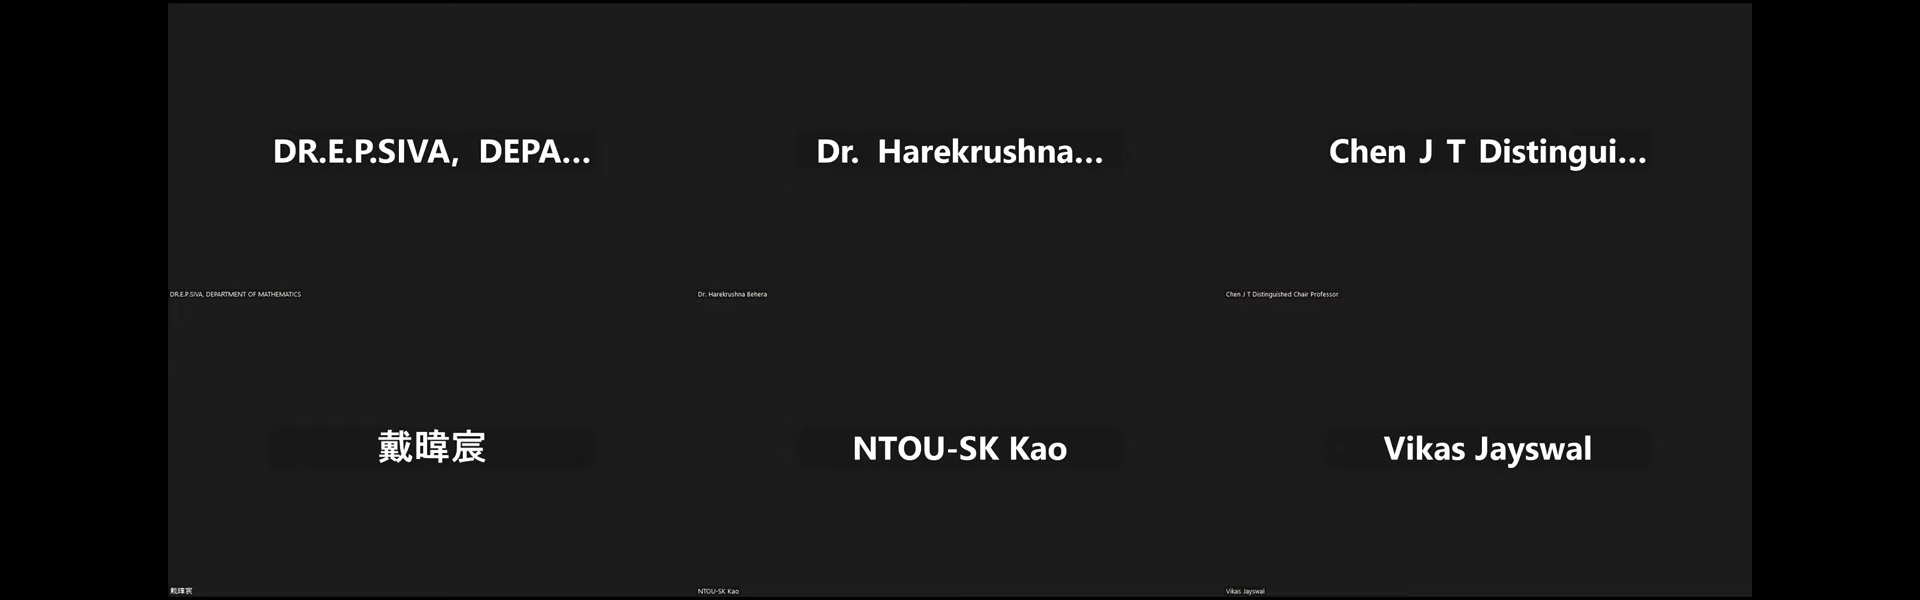 DR.E.P.SIVA, DEPA...
Dr. Harekrushna...
Chen J T Distingui...
DR.E.P.SIVA, DEPARTMENT OF MATHEMATICS
Dr. Harekrushna Behera
Chen J T Distinguished Chair Professor
戴暐宸
NTOU-SK Kao
Vikas Jayswal
戴暐宸
NTOU-SK Kao
Vikas Jayswal